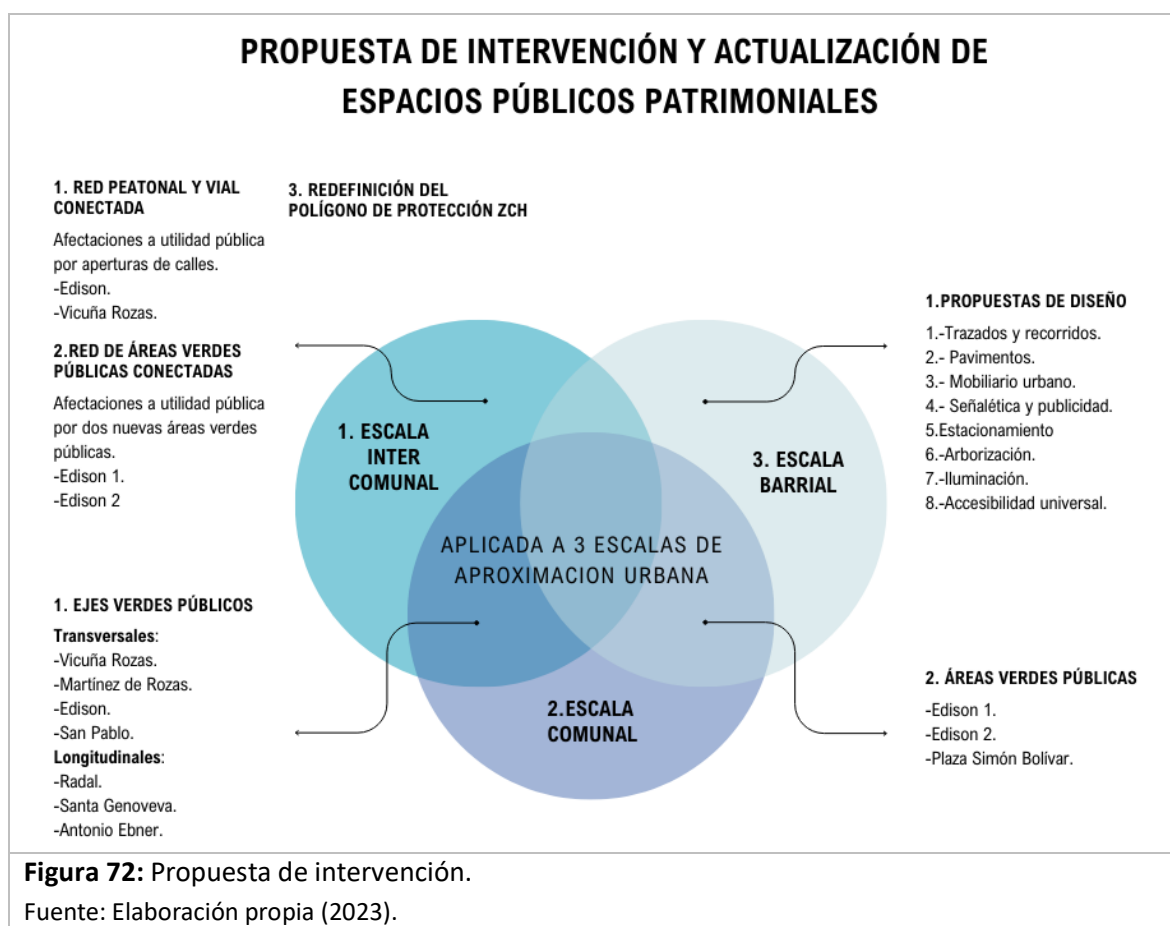 PROPUESTA DE INTERVENCIÓN Y ACTUALIZACIÓN DE
ESPACIOS PÚBLICOS PATRIMONIALES
1. RED PEATONAL Y VIAL
CONECTADA
Afectaciones a utilidad pública
por aperturas de calles.
-Edison.
-Vicuña Rozas.
2.RED DE ÁREAS VERDES
PÚBLICAS CONECTADAS
Afectaciones a utilidad pública
por dos nuevas áreas verdes
públicas.
-Edison 1.
-Edison 2
3. REDEFINICIÓN DEL
POLÍGONO DE PROTECCIÓN ZCH
1. ESCALA
INTER
COMUNAL
3. ESCALA
BARRIAL
APLICADA A 3 ESCALAS DE
APROXIMACION URBANA
2.ESCALA
COMUNAL
1.PROPUESTAS DE DISEÑO
1.-Trazados y recorridos.
2.- Pavimentos.
3.- Mobiliario urbano.
4.- Señalética y publicidad.
5.Estacionamiento
6.-Arborización.
7.-Iluminación.
8.-Accesibilidad universal.
1. EJES VERDES PÚBLICOS
Transversales:
-Vicuña Rozas.
-Martínez de Rozas.
-Edison.
-San Pablo.
Longitudinales:
-Radal.
-Santa Genoveva.
-Antonio Ebner.
2. ÁREAS VERDES PÚBLICAS
-Edison 1.
-Edison 2.
-Plaza Simón Bolívar.
Figura 72: Propuesta de intervención.
Fuente: Elaboración propia (2023).